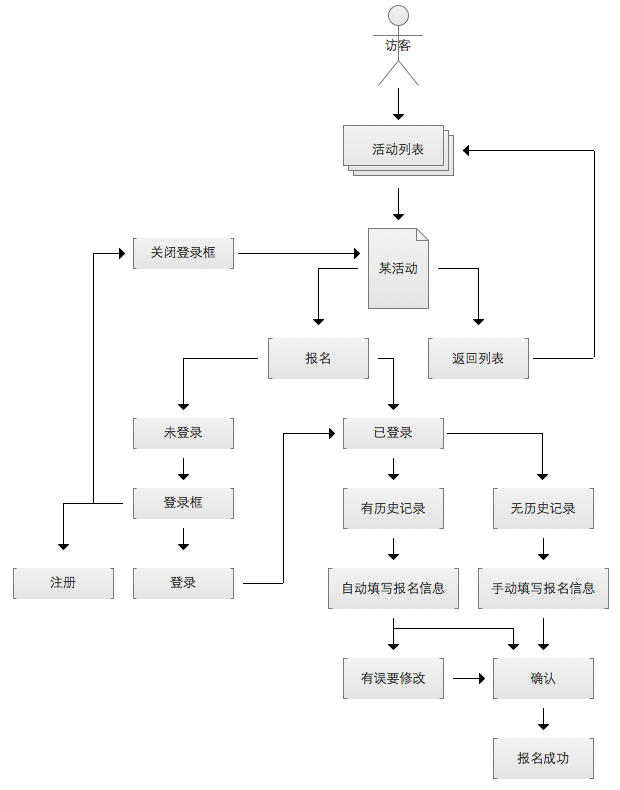 访客
活动列表
关闭登录框
某活动
报名
返回列表
未登录
已登录
登录框
有历史记录
无历史记录
注册
登录
自动填写报名信息
手动填写报名信息
有误要修改
确认
报名成功